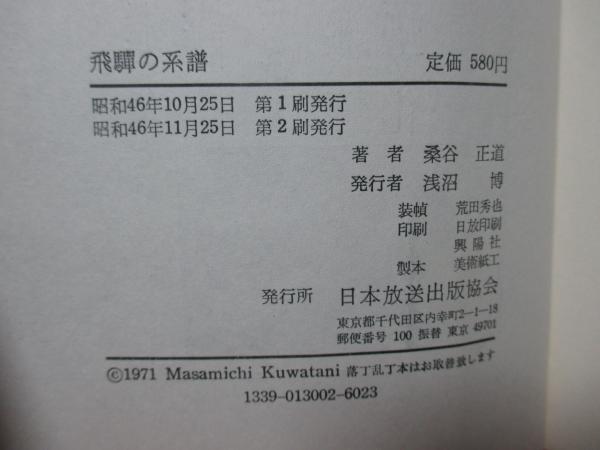 飛驒の系譜 定価 580円
昭和46年10月25日 第1刷発行
昭和46年11月25日 第2刷発行
著者 桑谷 正道
発行者 浅沼 博
装幀 荒田秀也
印刷 日放印刷
興陽社
製本 美術紙工
発行所 日本放送出版協会
東京都千代田区内幸町2-1-18
郵便番号 100 振替 東京 49701
©1971 Masamichi Kuwatani 落丁乱丁本はお取替致します
1339-013002-6023